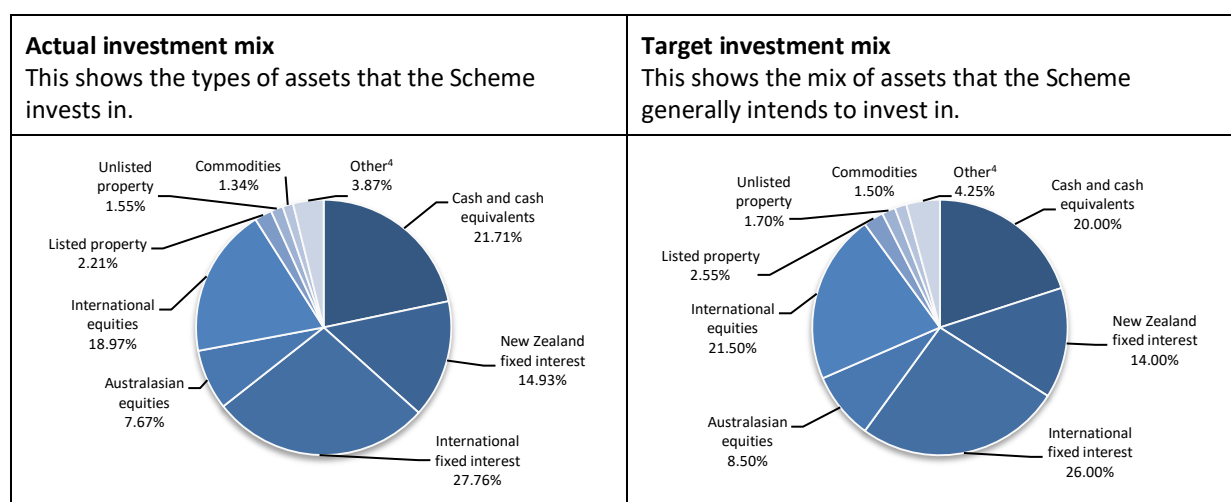 Actual investment mix
This shows the types of assets that the Scheme
invests in.
Target investment mix
This shows the mix of assets that the Scheme
generally intends to invest in.
Unlisted
property
1.55%
Commodities
1.34%
Other⁴
3.87%
Cash and cash
equivalents
21.71%
Listed property
2.21%
International
equities
18.97%
New Zealand
fixed interest
14.93%
Australasian
equities
7.67%
International
fixed interest
27.76%
Unlisted
property
1.70%
Commodities
1.50%
Other⁴
4.25%
Cash and cash
equivalents
20.00%
Listed property
2.55%
International
equities
21.50%
New Zealand
fixed interest
14.00%
Australasian
equities
8.50%
International
fixed interest
26.00%